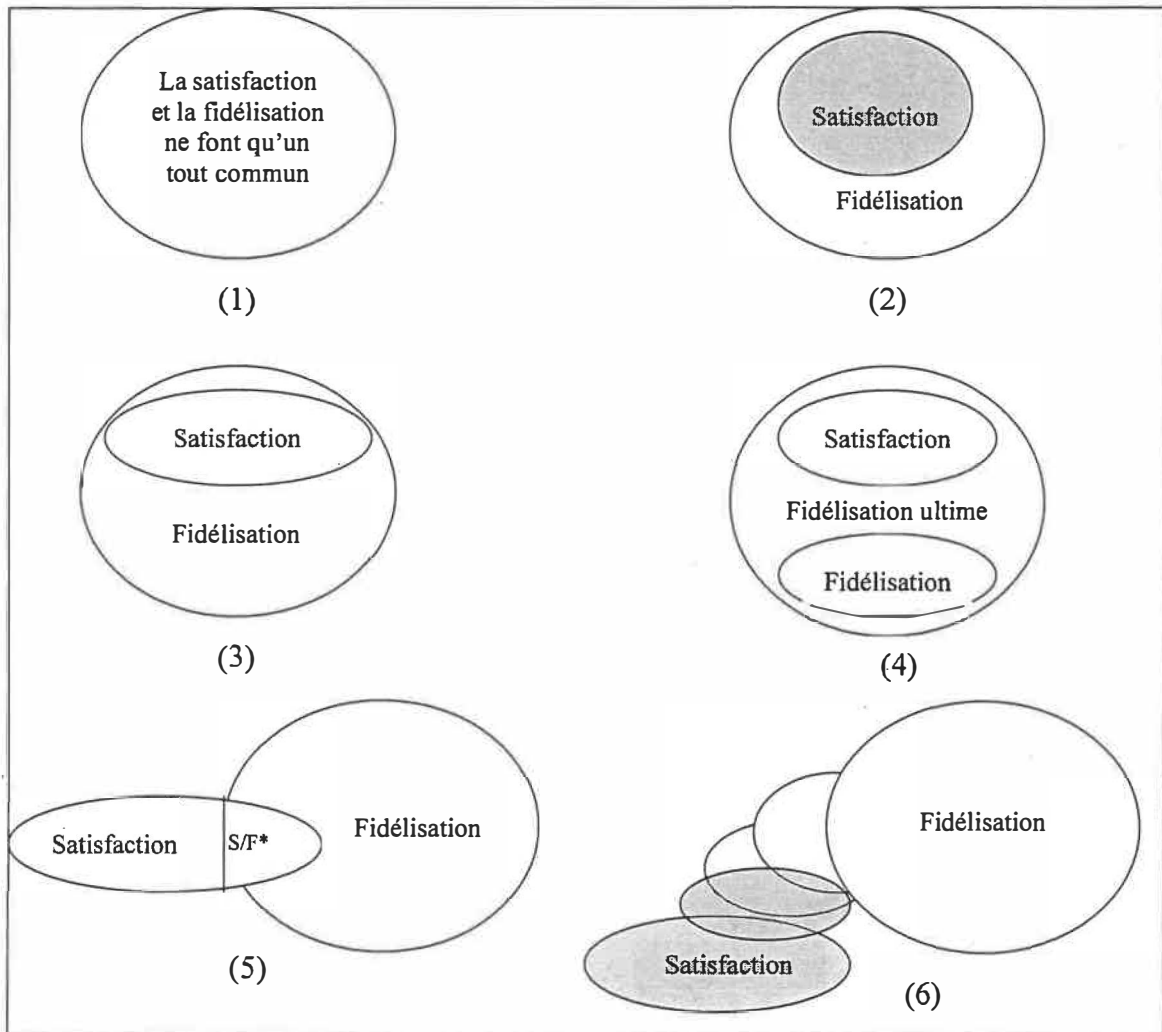 La satisfaction
et la fidélisation
ne font qu'un
tout commun
(1)
Satisfaction
Fidélisation
(2)
Satisfaction
Fidélisation
(3)
Satisfaction
Fidélisation ultime
Fidélisation
(4)
Satisfaction
S/F*
Fidélisation
(5)
Fidélisation
Satisfaction
(6)